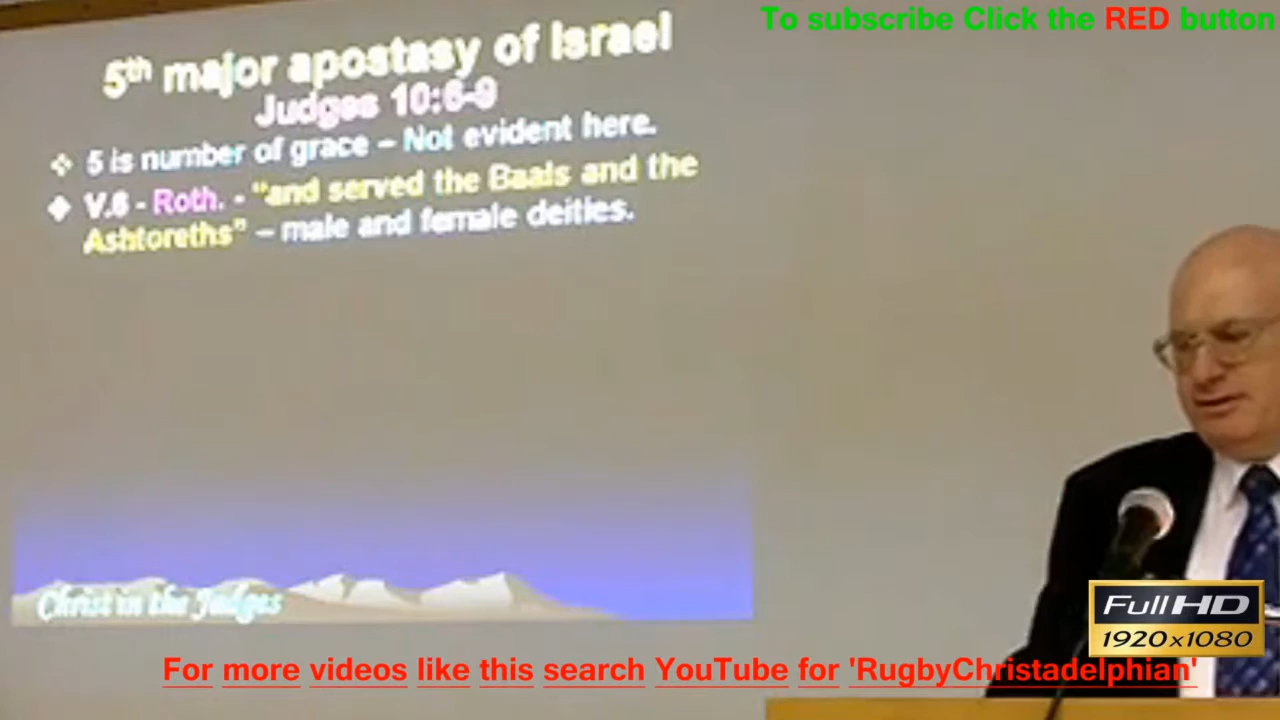 To subscribe Click the RED button
5th major apostasy of Israel
Judges 10:6-9
❖ 5 is number of grace – Not evident here.
❖ V.6 - Roth. - "and served the Baals and the
Ashtoreths" – male and female deities.
Christ in the Judges
Full HD
1920x1080
For more videos like this search YouTube for 'RugbyChristadelphian'